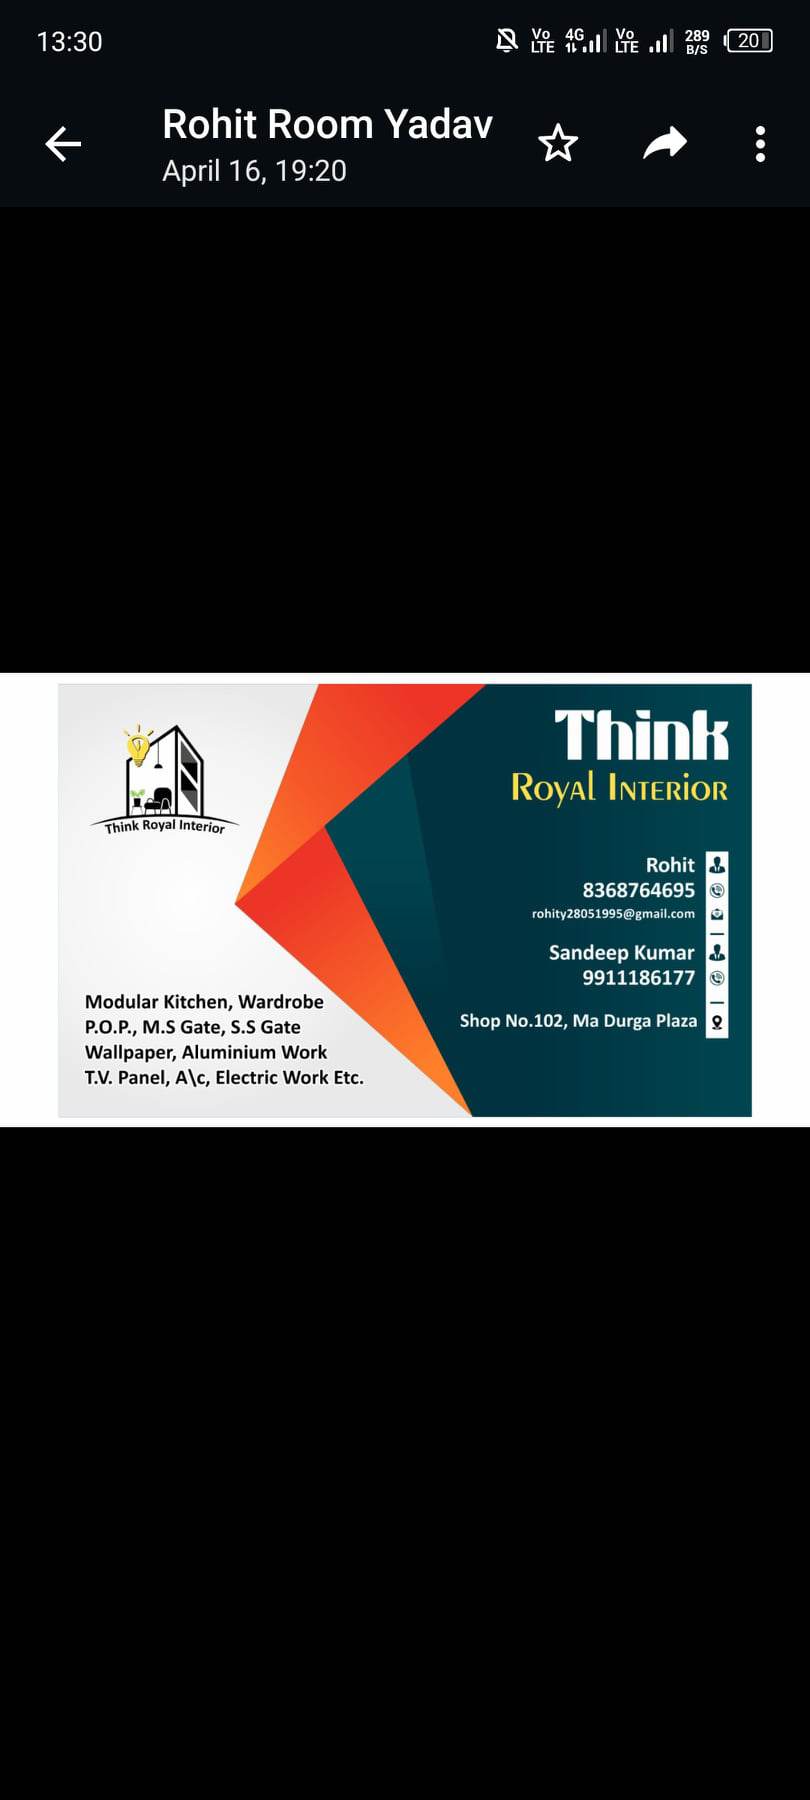 13:30
Vo LTE 4G Vo LTE 289 B/S 20
Rohit Room Yadav
April 16, 19:20
Think Royal Interior
Think
Royal Interior
Rohit
8368764695
rohity28051995@gmail.com
Sandeep Kumar
9911186177
Shop No.102, Ma Durga Plaza
Modular Kitchen, Wardrobe
P.O.P., M.S Gate, S.S Gate
Wallpaper, Aluminium Work
T.V. Panel, A\c, Electric Work Etc.